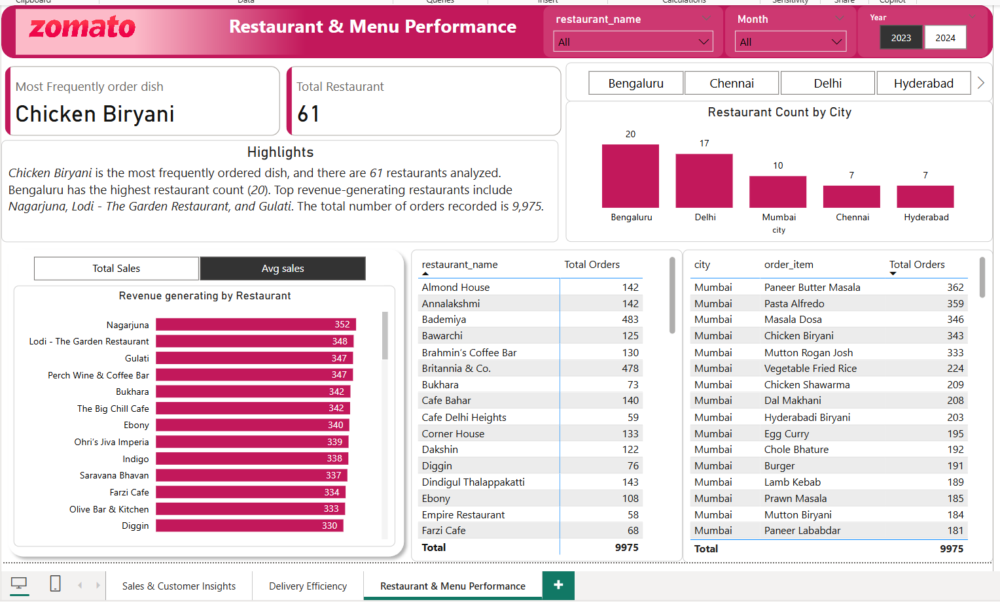 Clipboard
Data
Queries
Insert
Calculations
Sensitivity
Share
Copilot
zomato
Restaurant & Menu Performance
restaurant_name
All
Month
All
Year
2023
2024
Most Frequently order dish
Chicken Biryani
Total Restaurant
61
Bengaluru
Chennai
Delhi
Hyderabad
Highlights
Chicken Biryani is the most frequently ordered dish, and there are 61 restaurants analyzed.
Bengaluru has the highest restaurant count (20). Top revenue-generating restaurants include
Nagarjuna, Lodi - The Garden Restaurant, and Gulati. The total number of orders recorded is 9,975.
Restaurant Count by City
20
17
10
7
7
Bengaluru
Delhi
Mumbai
Chennai
Hyderabad
city
Total Sales
Avg sales
Revenue generating by Restaurant
Nagarjuna 352
Lodi - The Garden Restaurant 348
Gulati 347
Perch Wine & Coffee Bar 347
Bukhara 342
The Big Chill Cafe 342
Ebony 340
Ohri's Jiva Imperia 339
Indigo 338
Saravana Bhavan 337
Farzi Cafe 334
Olive Bar & Kitchen 333
Diggin 330
restaurant_name Total Orders
Almond House 142
Annalakshmi 142
Bademiya 483
Bawarchi 125
Brahmin's Coffee Bar 130
Britannia & Co. 478
Bukhara 73
Cafe Bahar 140
Cafe Delhi Heights 59
Corner House 133
Dakshin 122
Diggin 76
Dindigul Thalappakatti 143
Ebony 108
Empire Restaurant 58
Farzi Cafe 68
Total 9975
city order_item Total Orders
Mumbai Paneer Butter Masala 362
Mumbai Pasta Alfredo 359
Mumbai Masala Dosa 346
Mumbai Chicken Biryani 343
Mumbai Mutton Rogan Josh 333
Mumbai Vegetable Fried Rice 224
Mumbai Chicken Shawarma 209
Mumbai Dal Makhani 208
Mumbai Hyderabadi Biryani 203
Mumbai Egg Curry 195
Mumbai Chole Bhature 192
Mumbai Burger 191
Mumbai Lamb Kebab 189
Mumbai Prawn Masala 185
Mumbai Mutton Biryani 184
Mumbai Paneer Lababdar 181
Total 9975
Sales & Customer Insights
Delivery Efficiency
Restaurant & Menu Performance